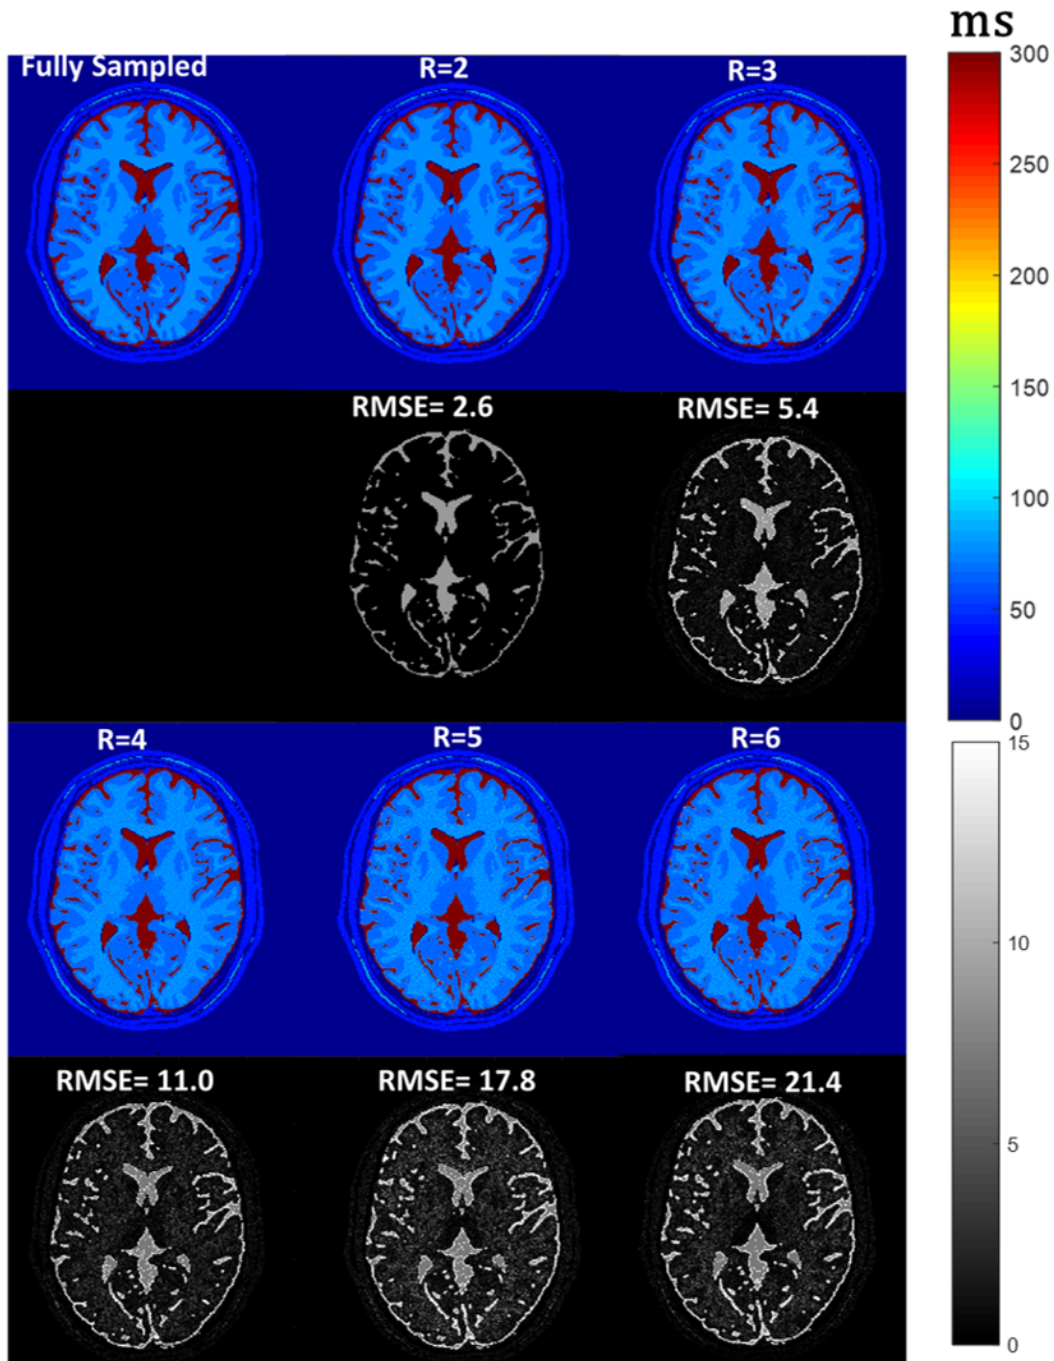 ms
Fully Sampled R=2 R=3
300
250
200
150
100
50
0
RMSE= 2.6 RMSE= 5.4
R=4 R=5 R=6
15
10
5
0
RMSE= 11.0 RMSE= 17.8 RMSE= 21.4